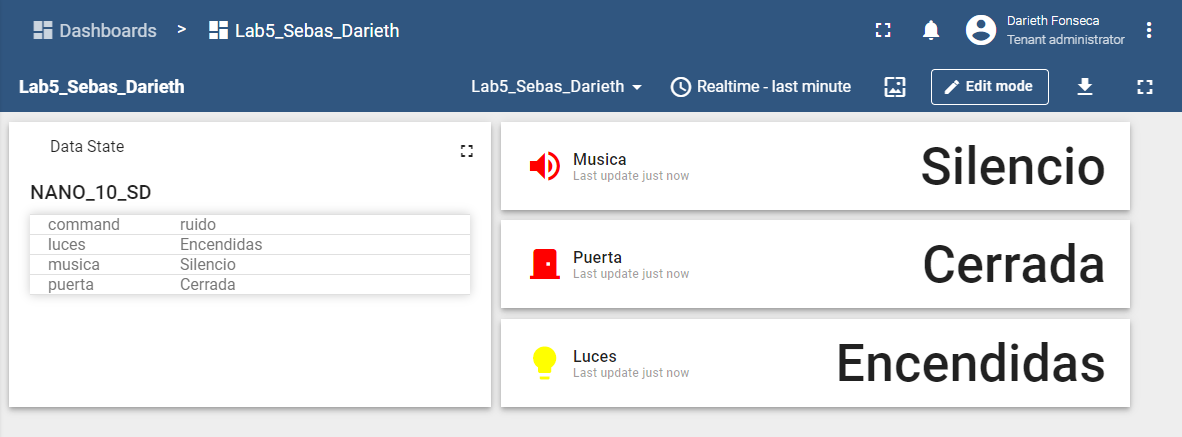 Dashboards > Lab5_Sebas_Darieth
Darieth Fonseca
Tenant administrator
Lab5_Sebas_Darieth
Lab5_Sebas_Darieth
Realtime - last minute
Edit mode
Data State
NANO_10_SD
command ruido
luces Encendidas
musica Silencio
puerta Cerrada
Musica
Last update just now
Silencio
Puerta
Last update just now
Cerrada
Luces
Last update just now
Encendidas